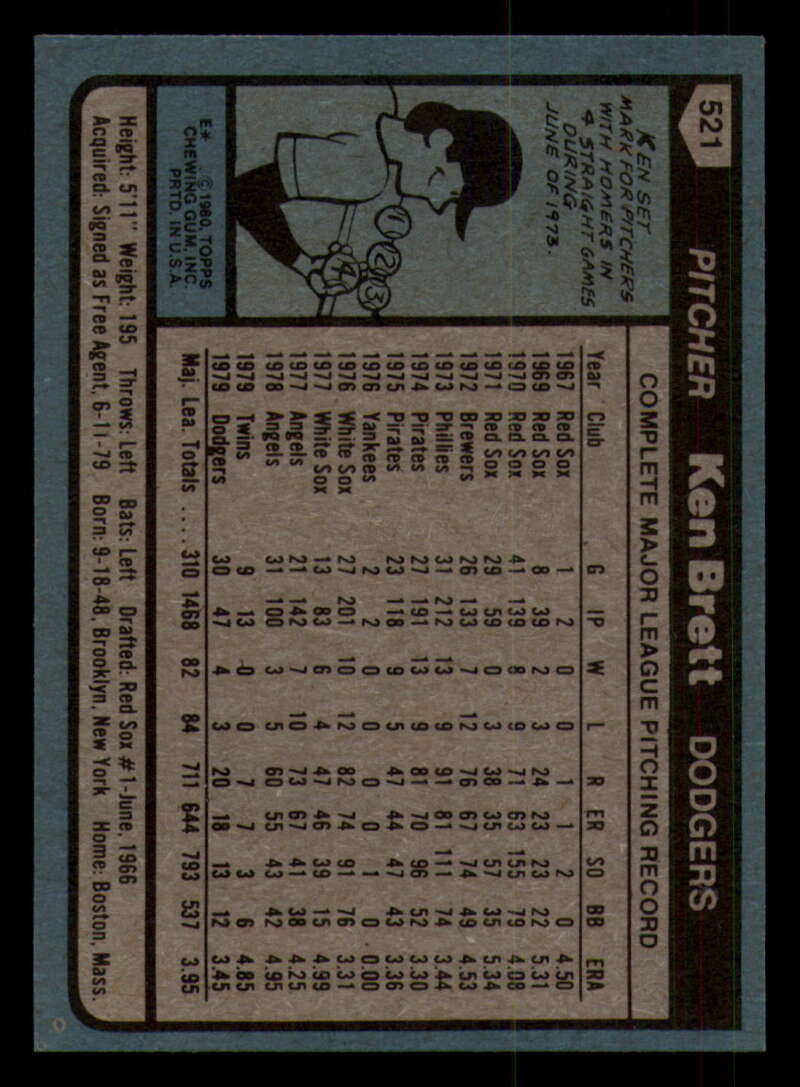 521 PITCHER Ken Brett DODGERS
KEN SET
MARK FOR PITCHERS
WITH HOMERS IN
4 STRAIGHT GAMES
DURING
JUNE OF 1973.
1 2 3 4
E* © 1980 TOPPS
CHEWING GUM, INC.
PRTD. IN U.S.A.
COMPLETE MAJOR LEAGUE PITCHING RECORD
Year Club G IP W L R ER SO BB ERA
1967 Red Sox 1 2 0 0 1 1 2 0 4.50
1969 Red Sox 8 39 2 3 24 23 23 22 5.31
1970 Red Sox 41 139 8 9 71 63 155 79 4.08
1971 Red Sox 29 59 0 3 38 35 57 35 5.34
1972 Brewers 26 133 7 12 76 67 74 49 4.53
1973 Phillies 31 212 13 9 91 81 111 74 3.44
1974 Pirates 27 191 13 9 81 70 96 52 3.30
1975 Pirates 23 118 9 5 47 44 47 43 3.36
1976 Yankees 2 2 0 0 0 0 1 0 0.00
1976 White Sox 27 201 10 12 82 74 91 76 3.31
1977 White Sox 13 83 6 4 47 46 39 15 4.99
1977 Angels 21 142 7 10 73 67 41 38 4.25
1978 Angels 31 100 3 5 60 55 43 42 4.95
1979 Twins 9 13 0 0 7 7 3 6 4.85
1979 Dodgers 30 47 4 3 20 18 13 12 3.45
Maj. Lea. Totals .... 310 1468 82 84 711 644 793 537 3.95
Height: 5'11" Weight: 195 Throws: Left Bats: Left Drafted: Red Sox #1-June, 1966
Acquired: Signed as Free Agent, 6-11-79 Born: 9-18-48, Brooklyn, New York Home: Boston, Mass.